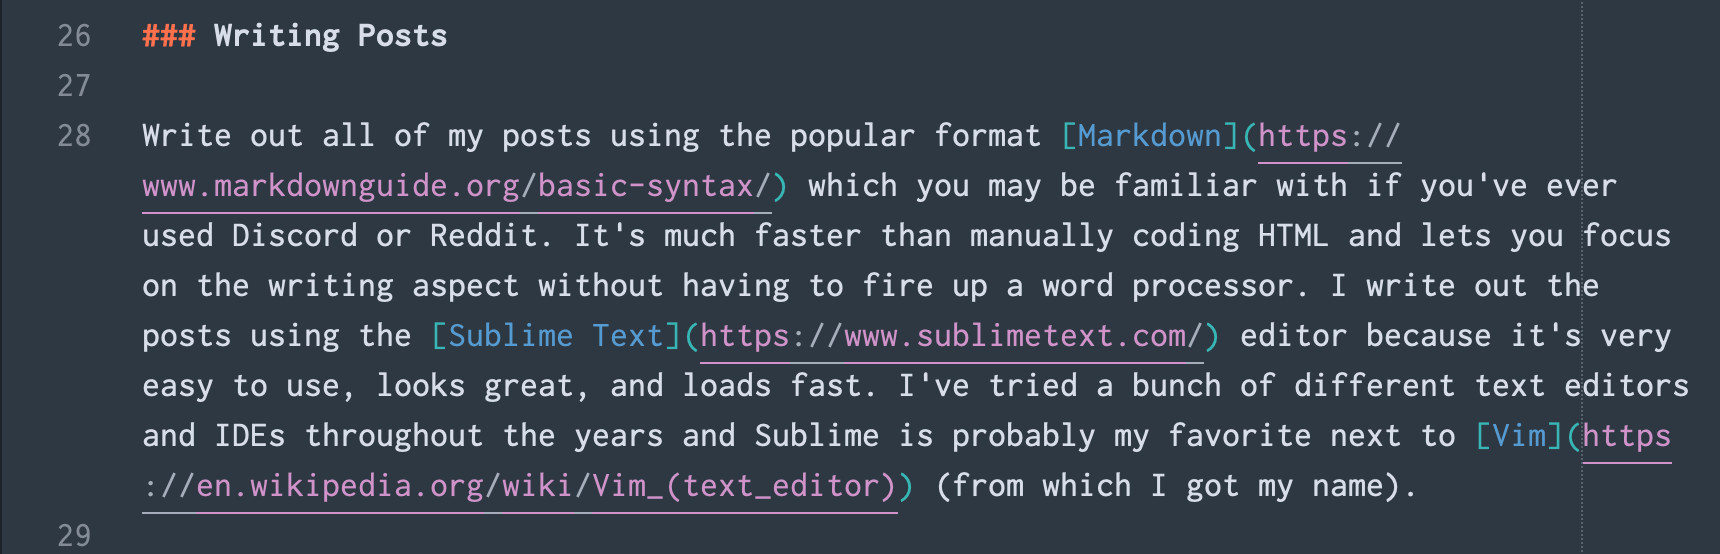 26 ### Writing Posts
27
28 Write out all of my posts using the popular format [Markdown](https://
www.markdownguide.org/basic-syntax/) which you may be familiar with if you've ever
used Discord or Reddit. It's much faster than manually coding HTML and lets you focus
on the writing aspect without having to fire up a word processor. I write out the
posts using the [Sublime Text](https://www.sublimetext.com/) editor because it's very
easy to use, looks great, and loads fast. I've tried a bunch of different text editors
and IDEs throughout the years and Sublime is probably my favorite next to [Vim](https
://en.wikipedia.org/wiki/Vim_(text_editor)) (from which I got my name).
29